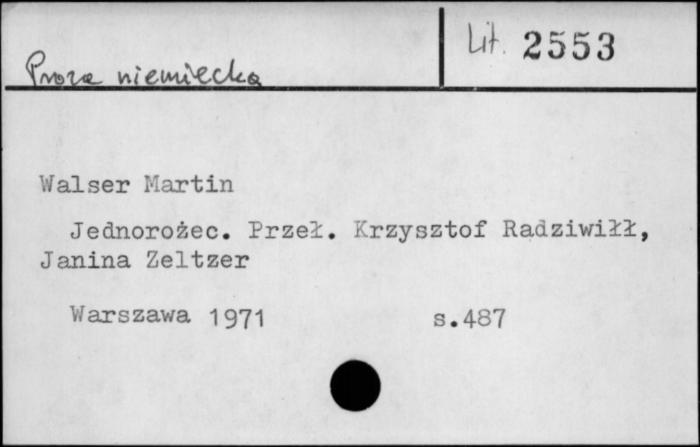 Proza niemiecka
Lit. 2553
Walser Martin
Jednorożec. Przeł. Krzysztof Radziwiłł,
Janina Zeltzer
Warszawa 1971 s.487